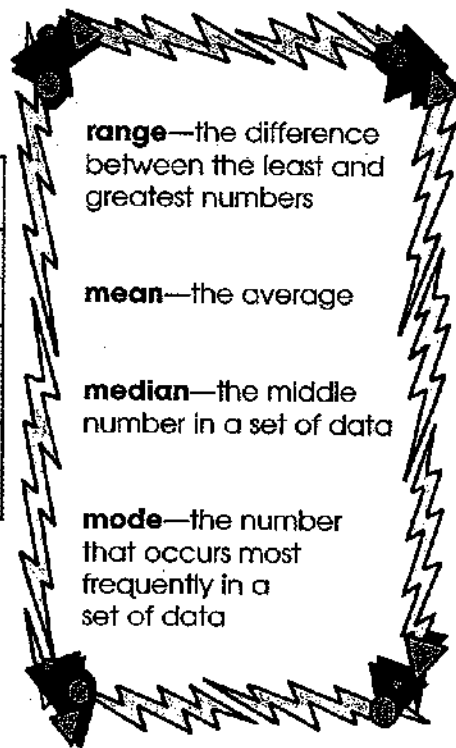 range—the difference
between the least and
greatest numbers
mean—the average
median—the middle
number in a set of data
mode—the number
that occurs most
frequently in a
set of data